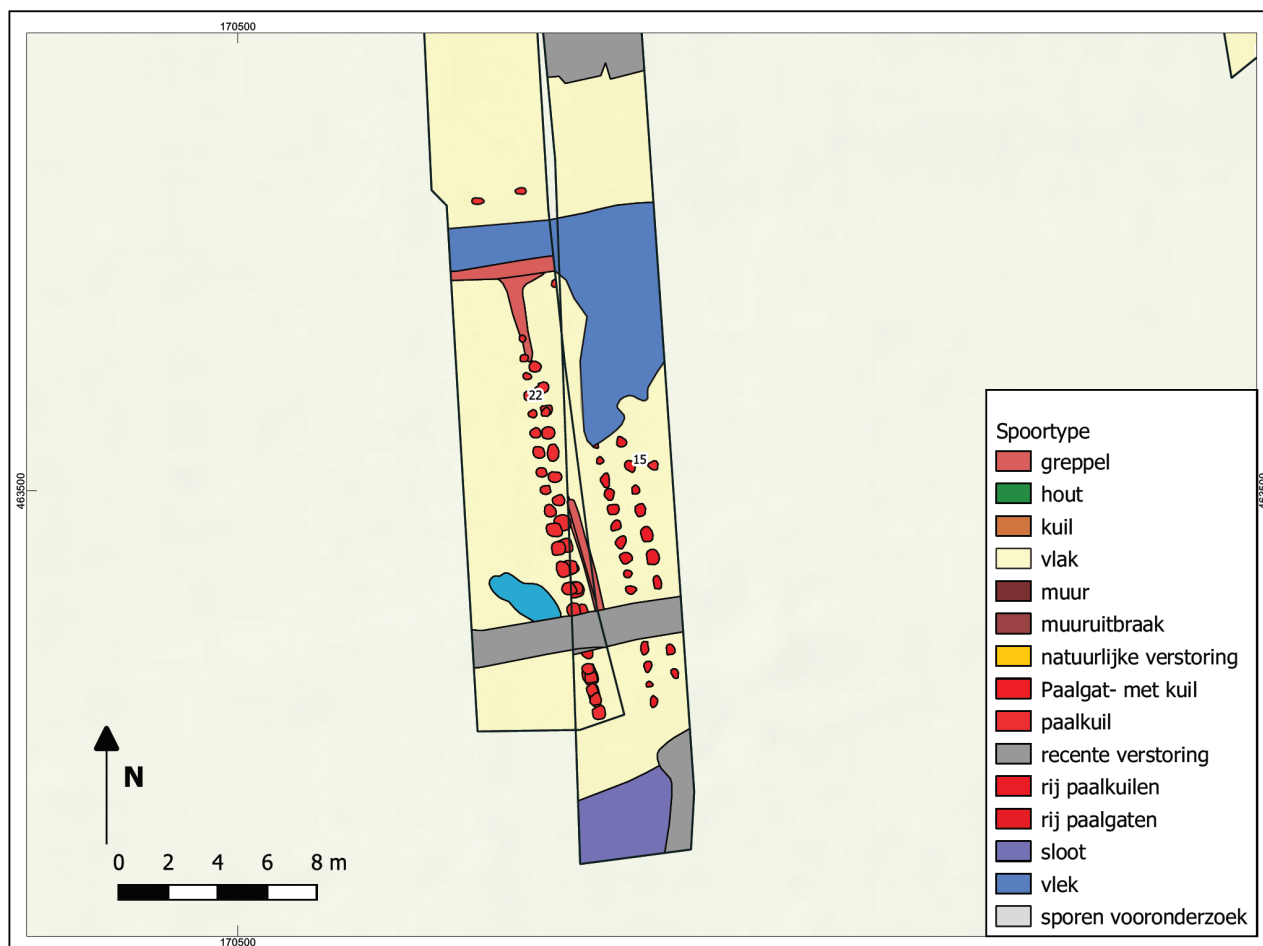 170500
463500
22
15
463500
N
0 2 4 6 8 m
170500
Spoortype
greppel
hout
kuil
vlak
muur
muuruitbraak
natuurlijke verstoring
Paalgat- met kuil
paalkuil
recente verstoring
rij paalkuilen
rij paalgaten
sloot
vlek
sporen vooronderzoek